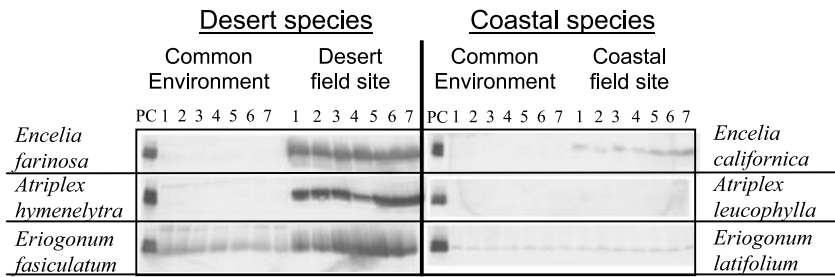 Desert species Coastal species
Common Environment Desert field site Common Environment Coastal field site
PC 1 2 3 4 5 6 7 1 2 3 4 5 6 7 PC 1 2 3 4 5 6 7 1 2 3 4 5 6 7
Encelia farinosa Encelia californica
Atriplex hymenelytra Atriplex leucophylla
Eriogonum fasiculatum Eriogonum latifolium